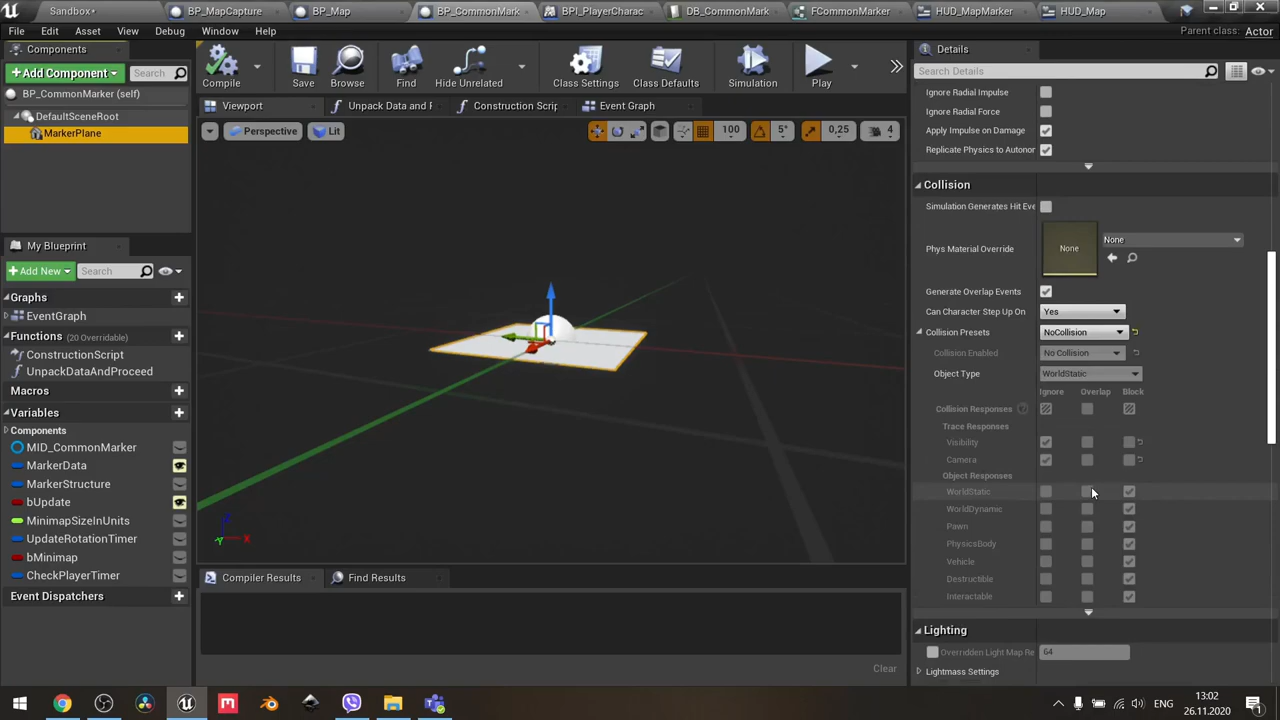 Sandbox•
BP_MapCapture
BP_Map
BP_CommonMark
BPI_PlayerCharac
DB_CommonMark
FCommonMarker
HUD_MapMarker
HUD_Map
File
Edit
Asset
View
Debug
Window
Help
Parent class: Actor
Components
Add Component
Search
BP_CommonMarker (self)
DefaultSceneRoot
MarkerPlane
My Blueprint
Add New
Search
Graphs
EventGraph
Functions (20 Overridable)
ConstructionScript
UnpackDataAndProceed
Macros
Variables
Components
MID_CommonMarker
MarkerData
MarkerStructure
bUpdate
MinimapSizeInUnits
UpdateRotationTimer
bMinimap
CheckPlayerTimer
Event Dispatchers
Compile
Save
Browse
Find
Hide Unrelated
Class Settings
Class Defaults
Simulation
Play
Viewport
Unpack Data and F
Construction Scrip
Event Graph
Perspective
Lit
100
5°
0,25
4
Z
X
Y
Compiler Results
Find Results
Clear
Details
Search Details
Ignore Radial Impulse
Ignore Radial Force
Apply Impulse on Damage
Replicate Physics to Autonor
Collision
Simulation Generates Hit Eve
Phys Material Override
None
None
Generate Overlap Events
Can Character Step Up On
Yes
Collision Presets
NoCollision
Collision Enabled
No Collision
Object Type
WorldStatic
Ignore
Overlap
Block
Collision Responses
Trace Responses
Visibility
Camera
Object Responses
WorldStatic
WorldDynamic
Pawn
PhysicsBody
Vehicle
Destructible
Interactable
Lighting
Overridden Light Map Re
64
Lightmass Settings
ENG
13:02
26.11.2020
1